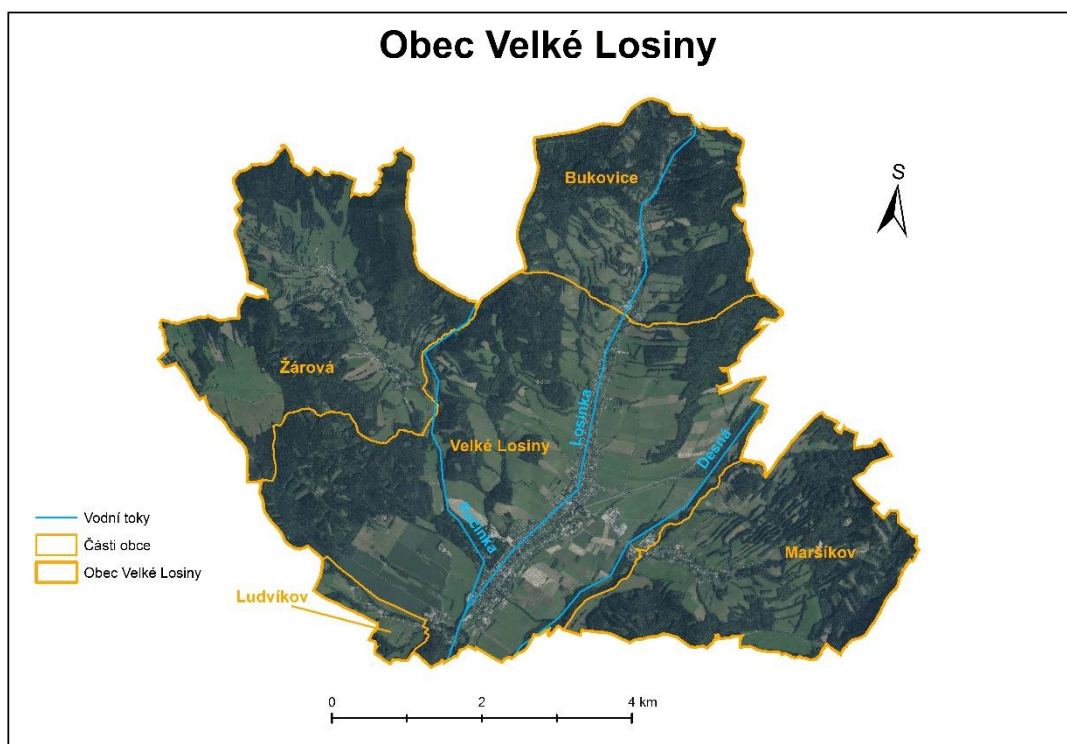 Obec Velké Losiny
Bukovice
S
Žárová
Losinka
Velké Losiny
Desná
Maršíkov
Ludvíkov
Vodní toky
Části obce
Obec Velké Losiny
0 2 4 km